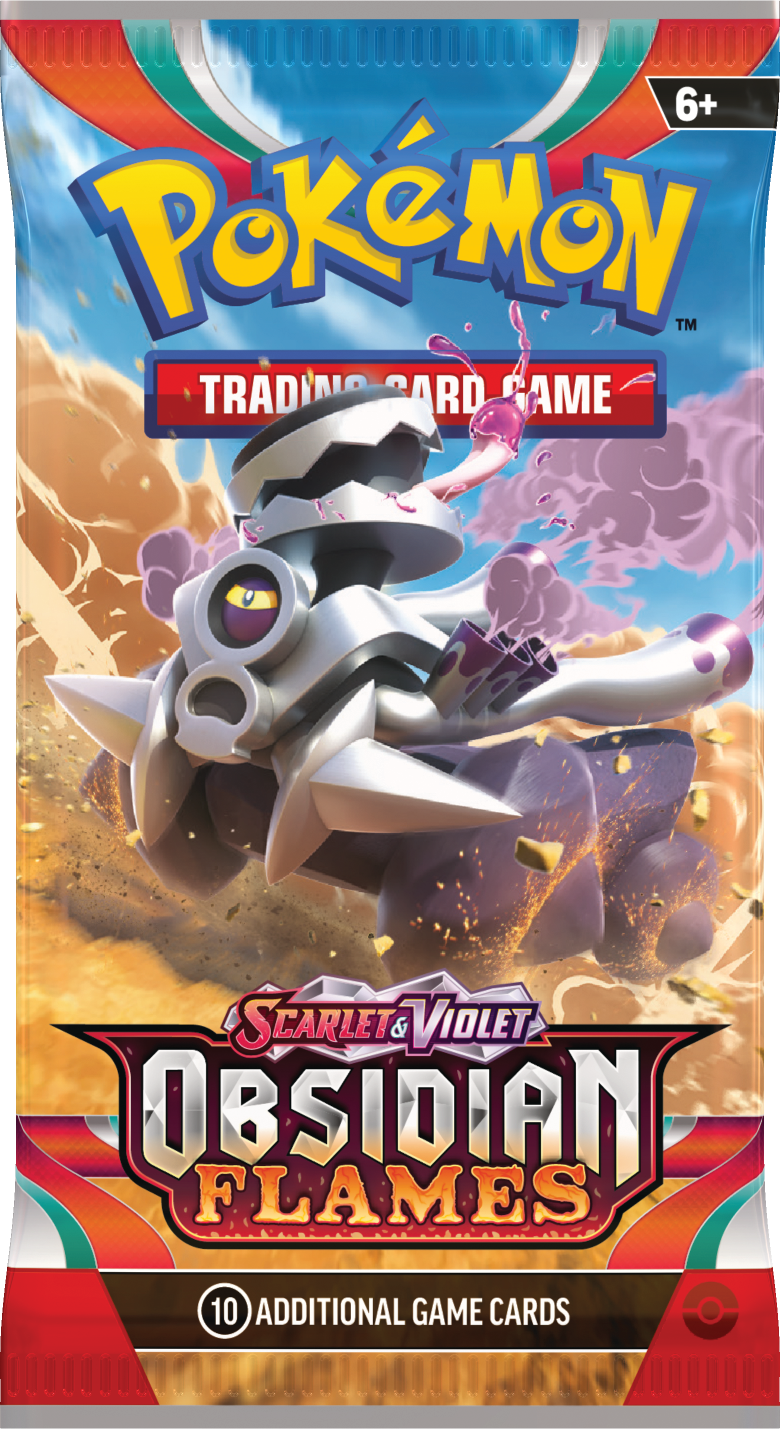 6+
POKéMON
TM
TRADING CARD GAME
SCARLET & VIOLET
OBSIDIAN
FLAMES
10 ADDITIONAL GAME CARDS